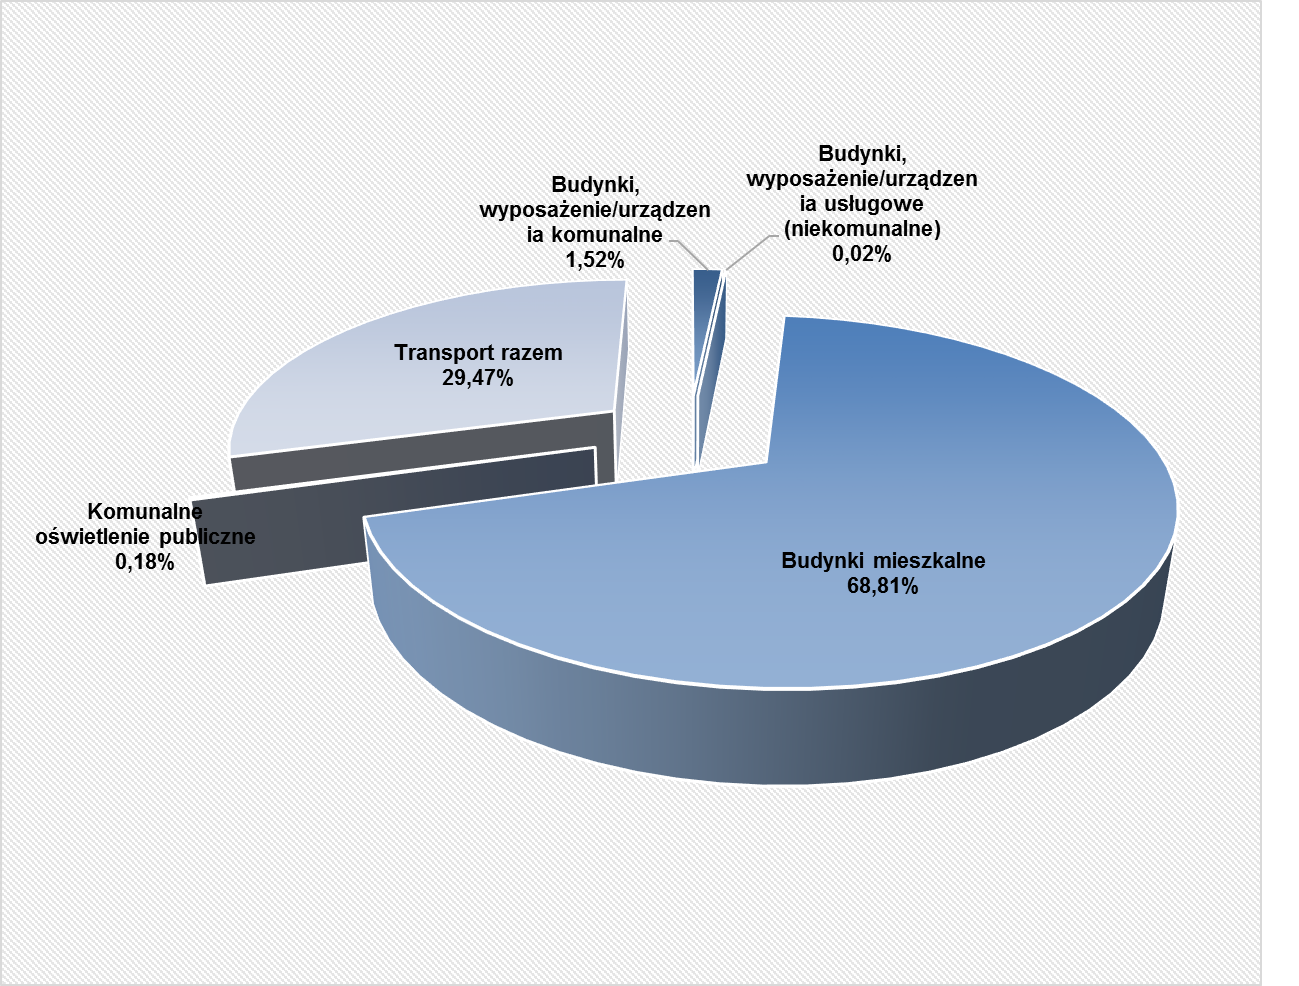 Budynki,
wyposażenie/urządzen
ia usługowe
(niekomunalne)
0,02%
Budynki,
wyposażenie/urządzen
ia komunalne
1,52%
Transport razem
29,47%
Komunalne
oświetlenie publiczne
0,18%
Budynki mieszkalne
68,81%